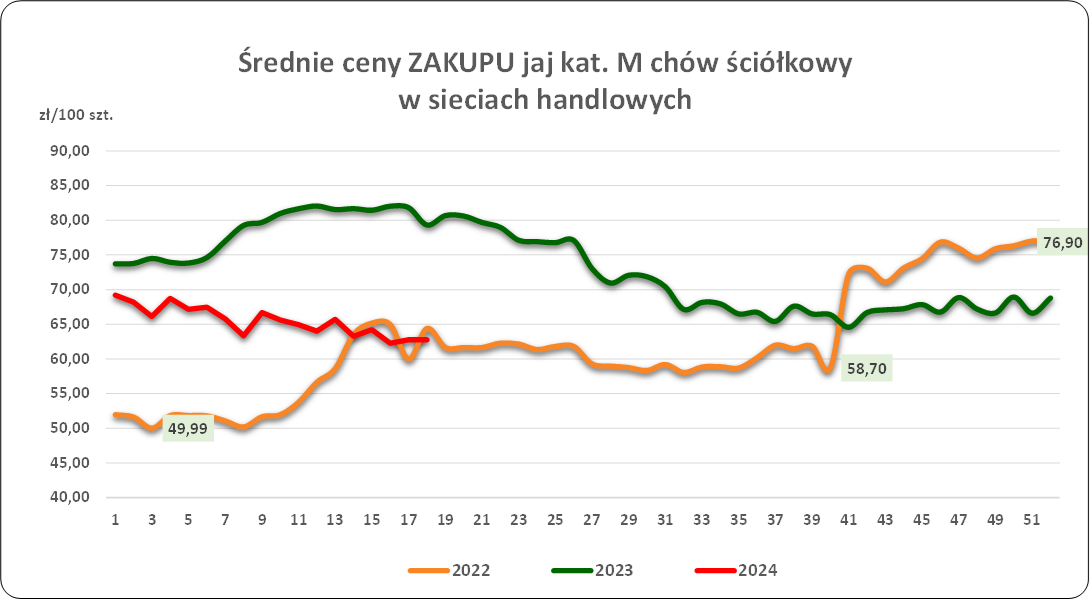 Średnie ceny ZAKUPU jaj kat. M chów ściółkowy
w sieciach handlowych
zł/100 szt.
90,00
85,00
80,00
75,00
70,00
65,00
60,00
55,00
50,00
45,00
40,00
76,90
58,70
49,99
1 3 5 7 9 11 13 15 17 19 21 23 25 27 29 31 33 35 37 39 41 43 45 47 49 51
2022 2023 2024